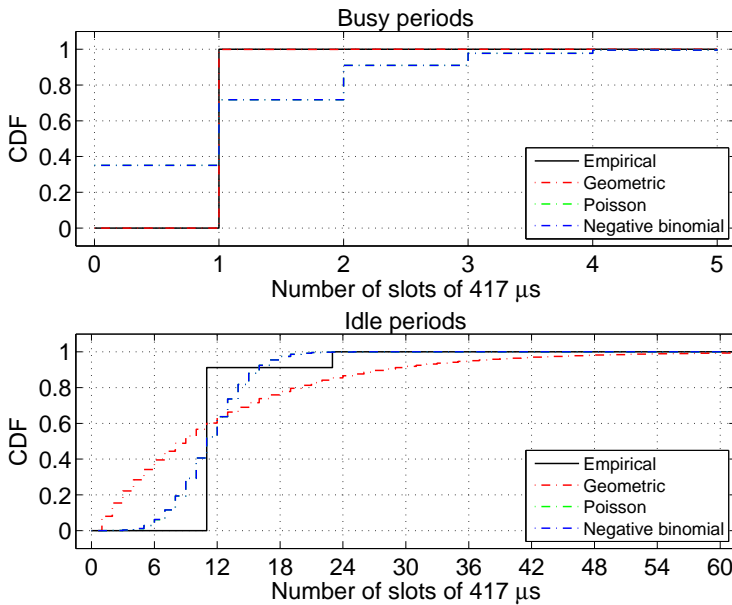 Busy periods
1
0.8
0.6
0.4
0.2
0
CDF
Empirical
Geometric
Poisson
Negative binomial
0 1 2 3 4 5
Number of slots of 417 μs
Idle periods
1
0.8
0.6
0.4
0.2
0
CDF
Empirical
Geometric
Poisson
Negative binomial
0 6 12 18 24 30 36 42 48 54 60
Number of slots of 417 μs